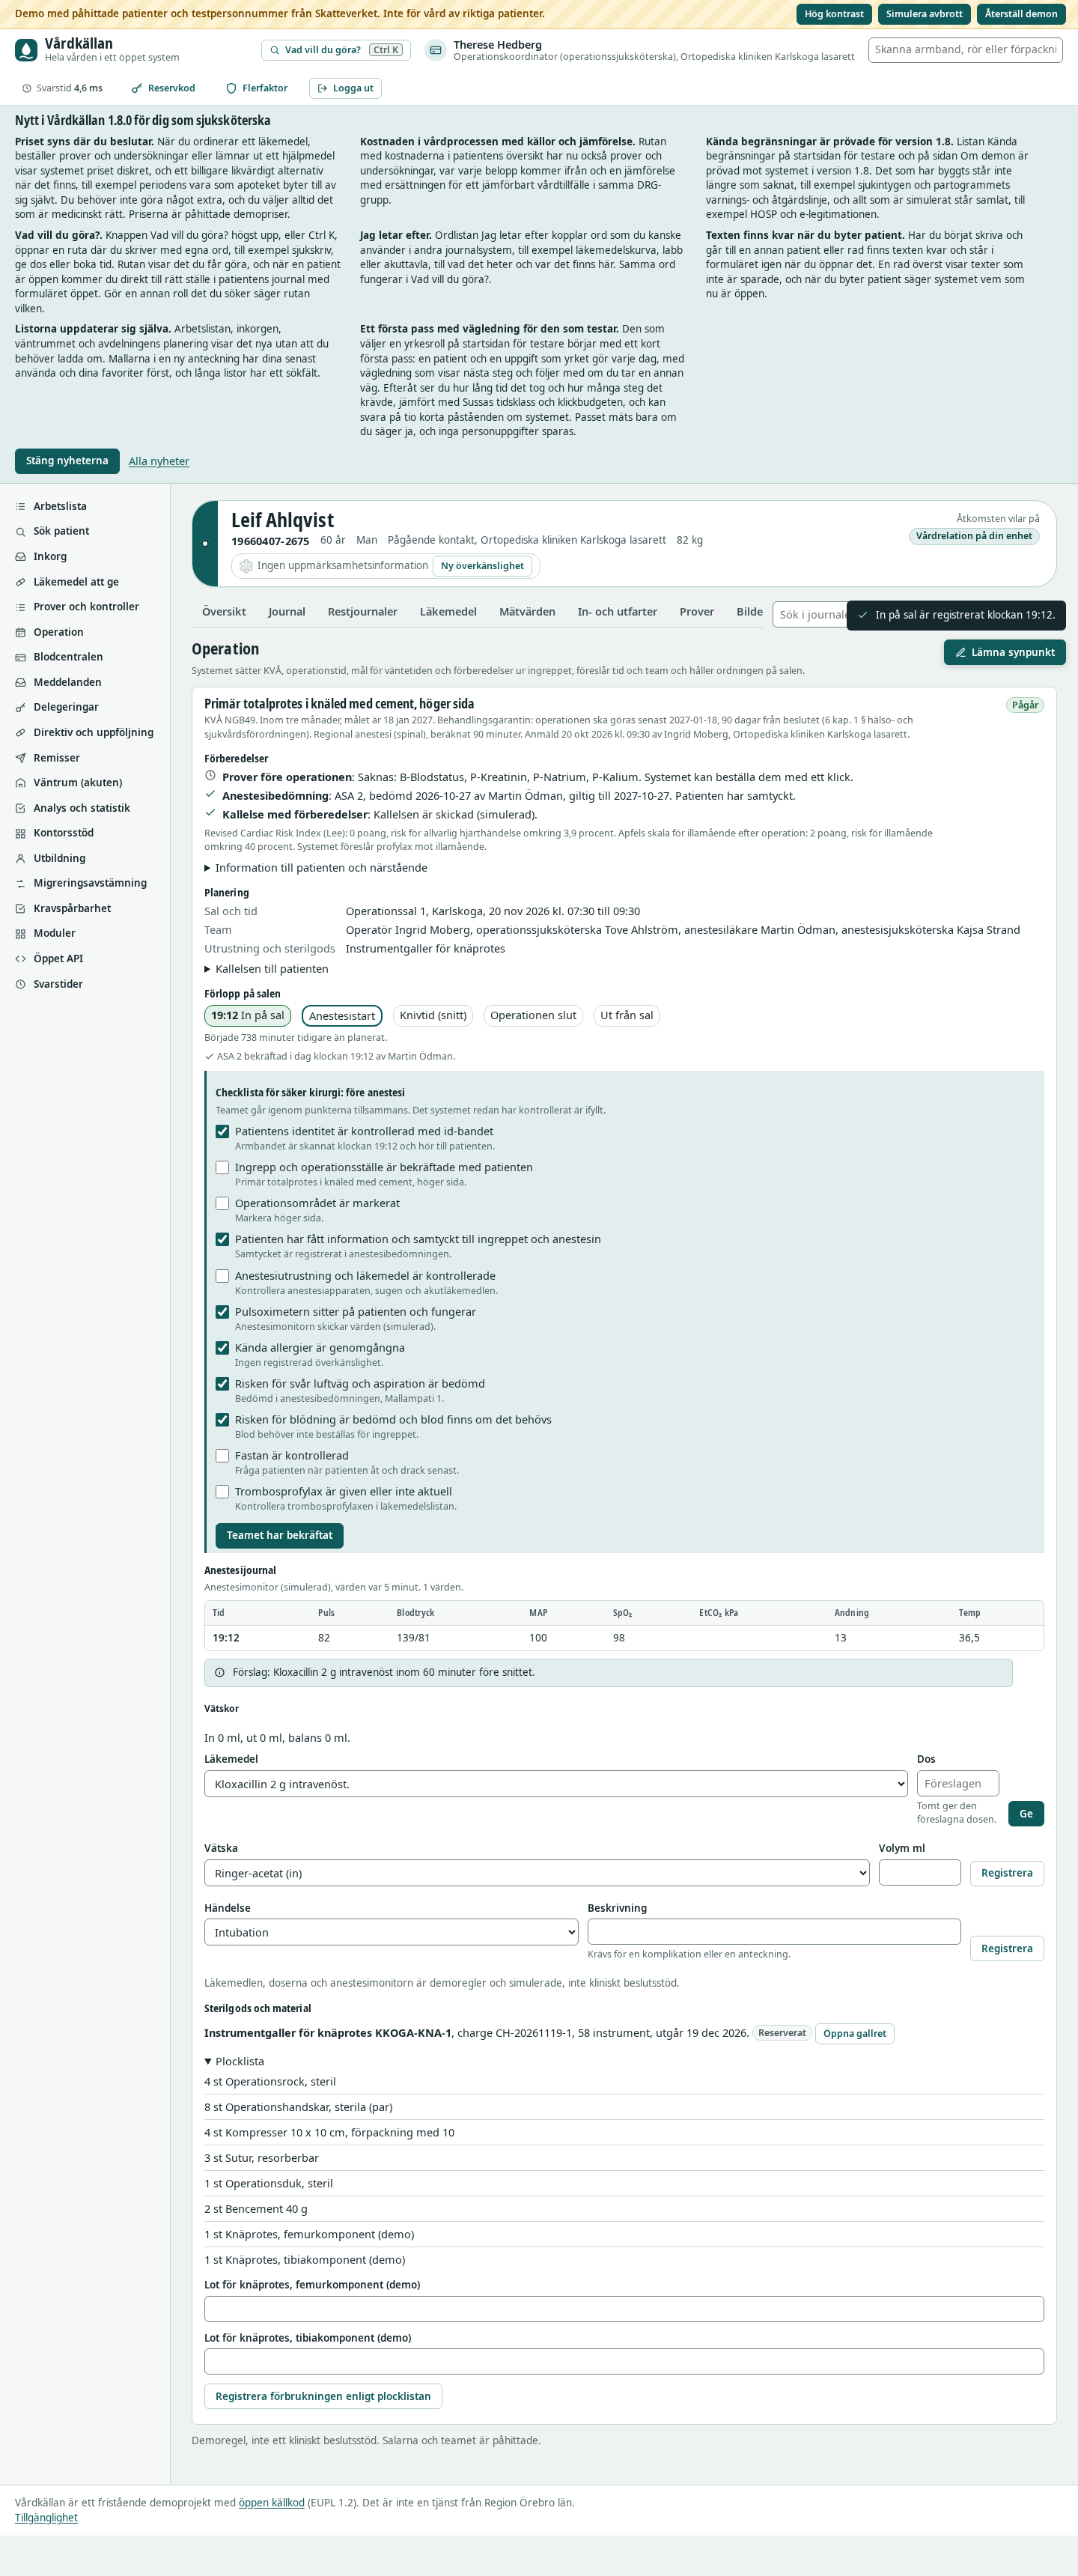 Demo med påhittade patienter och testpersonnummer från Skatteverket. Inte för vård av riktiga patienter.
Hög kontrast
Simulera avbrott
Återställ demon
Vårdkällan
Hela vården i ett öppet system
Vad vill du göra? Ctrl K
Therese Hedberg
Operationskoordinator (operationssjuksköterska), Ortopediska kliniken Karlskoga lasarett
Skanna armband, rör eller förpackni
Svarstid 4,6 ms
Reservkod
Flerfaktor
Logga ut
Nytt i Vårdkällan 1.8.0 för dig som sjuksköterska
Priset syns där du beslutar. När du ordinerar ett läkemedel,
beställer prover och undersökningar eller lämnar ut ett hjälpmedel
visar systemet priset diskret, och ett billigare likvärdigt alternativ
när det finns, till exempel periodens vara som apoteket byter till av
sig självt. Du behöver inte göra något extra, och du väljer alltid det
som är medicinskt rätt. Priserna är påhittade demopriser.
Kostnaden i vårdprocessen med källor och jämförelse. Rutan
med kostnaderna i patientens översikt har nu också prover och
undersökningar, var varje belopp kommer ifrån och en jämförelse
med ersättningen för ett jämförbart vårdtillfälle i samma DRG-
grupp.
Kända begränsningar är prövade för version 1.8. Listan Kända
begränsningar på startsidan för testare och på sidan Om demon är
prövad mot systemet i version 1.8. Det som har byggts står inte
längre som saknat, till exempel sjukintygen och partogrammets
varnings- och åtgärdslinje, och allt som är simulerat står samlat, till
exempel HOSP och e-legitimationen.
Vad vill du göra?. Knappen Vad vill du göra? högst upp, eller Ctrl K,
öppnar en ruta där du skriver med egna ord, till exempel sjukskriv,
ge dos eller boka tid. Rutan visar det du får göra, och när en patient
är öppen kommer du direkt till rätt ställe i patientens journal med
formuläret öppet. Gör en annan roll det du söker säger rutan
vilken.
Jag letar efter. Ordlistan Jag letar efter kopplar ord som du kanske
använder i andra journalsystem, till exempel läkemedelskurva, labb
eller akuttavla, till vad det heter och var det finns här. Samma ord
fungerar i Vad vill du göra?.
Texten finns kvar när du byter patient. Har du börjat skriva och
går till en annan patient eller rad finns texten kvar och står i
formuläret igen när du öppnar det. En rad överst visar texter som
inte är sparade, och när du byter patient säger systemet vem som
nu är öppen.
Listorna uppdaterar sig själva. Arbetslistan, inkorgen,
väntrummet och avdelningens planering visar det nya utan att du
behöver ladda om. Mallarna i en ny anteckning har dina senast
använda och dina favoriter först, och långa listor har ett sökfält.
Ett första pass med vägledning för den som testar. Den som
väljer en yrkesroll på startsidan för testare börjar med ett kort
första pass: en patient och en uppgift som yrket gör varje dag, med
vägledning som visar nästa steg och följer med om du tar en annan
väg. Efteråt ser du hur lång tid det tog och hur många steg det
krävde, jämfört med Sussas tidsklass och klickbudgeten, och kan
svara på tio korta påståenden om systemet. Passet mäts bara om
du säger ja, och inga personuppgifter sparas.
Stäng nyheterna
Alla nyheter
Arbetslista
Sök patient
Inkorg
Läkemedel att ge
Prover och kontroller
Operation
Blodcentralen
Meddelanden
Delegeringar
Direktiv och uppföljning
Remisser
Väntrum (akuten)
Analys och statistik
Kontorsstöd
Utbildning
Migreringsavstämning
Kravspårbarhet
Moduler
Öppet API
Svarstider
Leif Ahlqvist
19660407-2675 60 år Man Pågående kontakt, Ortopediska kliniken Karlskoga lasarett 82 kg
Ingen uppmärksamhetsinformation Ny överkänslighet
Åtkomsten vilar på
Vårdrelation på din enhet
Översikt Journal Restjournaler Läkemedel Mätvärden In- och utfarter Prover Bilde
Sök i journale
In på sal är registrerat klockan 19:12.
Lämna synpunkt
Operation
Systemet sätter KVÅ, operationstid, mål för väntetiden och förberedelser ur ingreppet, föreslår tid och team och håller ordningen på salen.
Primär totalprotes i knäled med cement, höger sida
Pågår
KVÅ NGB49. Inom tre månader, målet är 18 jan 2027. Behandlingsgaranti: operationen ska göras senast 2027-01-18, 90 dagar från beslutet (6 kap. 1 § hälso- och
sjukvårdsförordningen). Regional anestesi (spinal), beräknat 90 minuter. Anmäld 20 okt 2026 kl. 09:30 av Ingrid Moberg, Ortopediska kliniken Karlskoga lasarett.
Förberedelser
Prover före operationen: Saknas: B-Blodstatus, P-Kreatinin, P-Natrium, P-Kalium. Systemet kan beställa dem med ett klick.
Anestesibedömning: ASA 2, bedömd 2026-10-27 av Martin Ödman, giltig till 2027-10-27. Patienten har samtyckt.
Kallelse med förberedelser: Kallelsen är skickad (simulerad).
Revised Cardiac Risk Index (Lee): 0 poäng, risk för allvarlig hjärthändelse omkring 3,9 procent. Apfels skala för illamående efter operation: 2 poäng, risk för illamående
omkring 40 procent. Systemet föreslår profylax mot illamående.
Information till patienten och närstående
Planering
Sal och tid Operationssal 1, Karlskoga, 20 nov 2026 kl. 07:30 till 09:30
Team Operatör Ingrid Moberg, operationssjuksköterska Tove Ahlström, anestesiläkare Martin Ödman, anestesisjuksköterska Kajsa Strand
Utrustning och sterilgods Instrumentgaller för knäprotes
Kallelsen till patienten
Förlopp på salen
19:12 In på sal
Anestesistart
Knivtid (snitt)
Operationen slut
Ut från sal
Började 738 minuter tidigare än planerat.
ASA 2 bekräftad i dag klockan 19:12 av Martin Ödman.
Checklista för säker kirurgi: före anestesi
Teamet går igenom punkterna tillsammans. Det systemet redan har kontrollerat är ifyllt.
Patientens identitet är kontrollerad med id-bandet
Armbandet är skannat klockan 19:12 och hör till patienten.
Ingrepp och operationsställe är bekräftade med patienten
Primär totalprotes i knäled med cement, höger sida.
Operationsområdet är markerat
Markera höger sida.
Patienten har fått information och samtyckt till ingreppet och anestesin
Samtycket är registrerat i anestesibedömningen.
Anestesiutrustning och läkemedel är kontrollerade
Kontrollera anestesiapparaten, sugen och akutläkemedlen.
Pulsoximetern sitter på patienten och fungerar
Anestesimonitorn skickar värden (simulerad).
Kända allergier är genomgångna
Ingen registrerad överkänslighet.
Risken för svår luftväg och aspiration är bedömd
Bedömd i anestesibedömningen, Mallampati 1.
Risken för blödning är bedömd och blod finns om det behövs
Blod behöver inte beställas för ingreppet.
Fastan är kontrollerad
Fråga patienten när patienten åt och drack senast.
Trombosprofylax är given eller inte aktuell
Kontrollera trombosprofylaxen i läkemedelslistan.
Teamet har bekräftat
Anestesijournal
Anestesimonitor (simulerad), värden var 5 minut. 1 värden.
Tid Puls Blodtryck MAP SpO₂ EtCO₂ kPa Andning Temp
19:12 82 139/81 100 98 13 36,5
Förslag: Kloxacillin 2 g intravenöst inom 60 minuter före snittet.
Vätskor
In 0 ml, ut 0 ml, balans 0 ml.
Läkemedel
Kloxacillin 2 g intravenöst.
Dos
Föreslagen
Tomt ger den
föreslagna dosen.
Ge
Vätska
Ringer-acetat (in)
Volym ml
Registrera
Händelse
Intubation
Beskrivning
Krävs för en komplikation eller en anteckning.
Registrera
Läkemedlen, doserna och anestesimonitorn är demoregler och simulerade, inte kliniskt beslutsstöd.
Sterilgods och material
Instrumentgaller för knäprotes KKOGA-KNA-1, charge CH-20261119-1, 58 instrument, utgår 19 dec 2026. Reserverat Öppna gallret
Plocklista
4 st Operationsrock, steril
8 st Operationshandskar, sterila (par)
4 st Kompresser 10 x 10 cm, förpackning med 10
3 st Sutur, resorberbar
1 st Operationsduk, steril
2 st Bencement 40 g
1 st Knäprotes, femurkomponent (demo)
1 st Knäprotes, tibiakomponent (demo)
Lot för knäprotes, femurkomponent (demo)
Lot för knäprotes, tibiakomponent (demo)
Registrera förbrukningen enligt plocklistan
Demoregel, inte ett kliniskt beslutsstöd. Salarna och teamet är påhittade.
Vårdkällan är ett fristående demoprojekt med öppen källkod (EUPL 1.2). Det är inte en tjänst från Region Örebro län.
Tillgänglighet